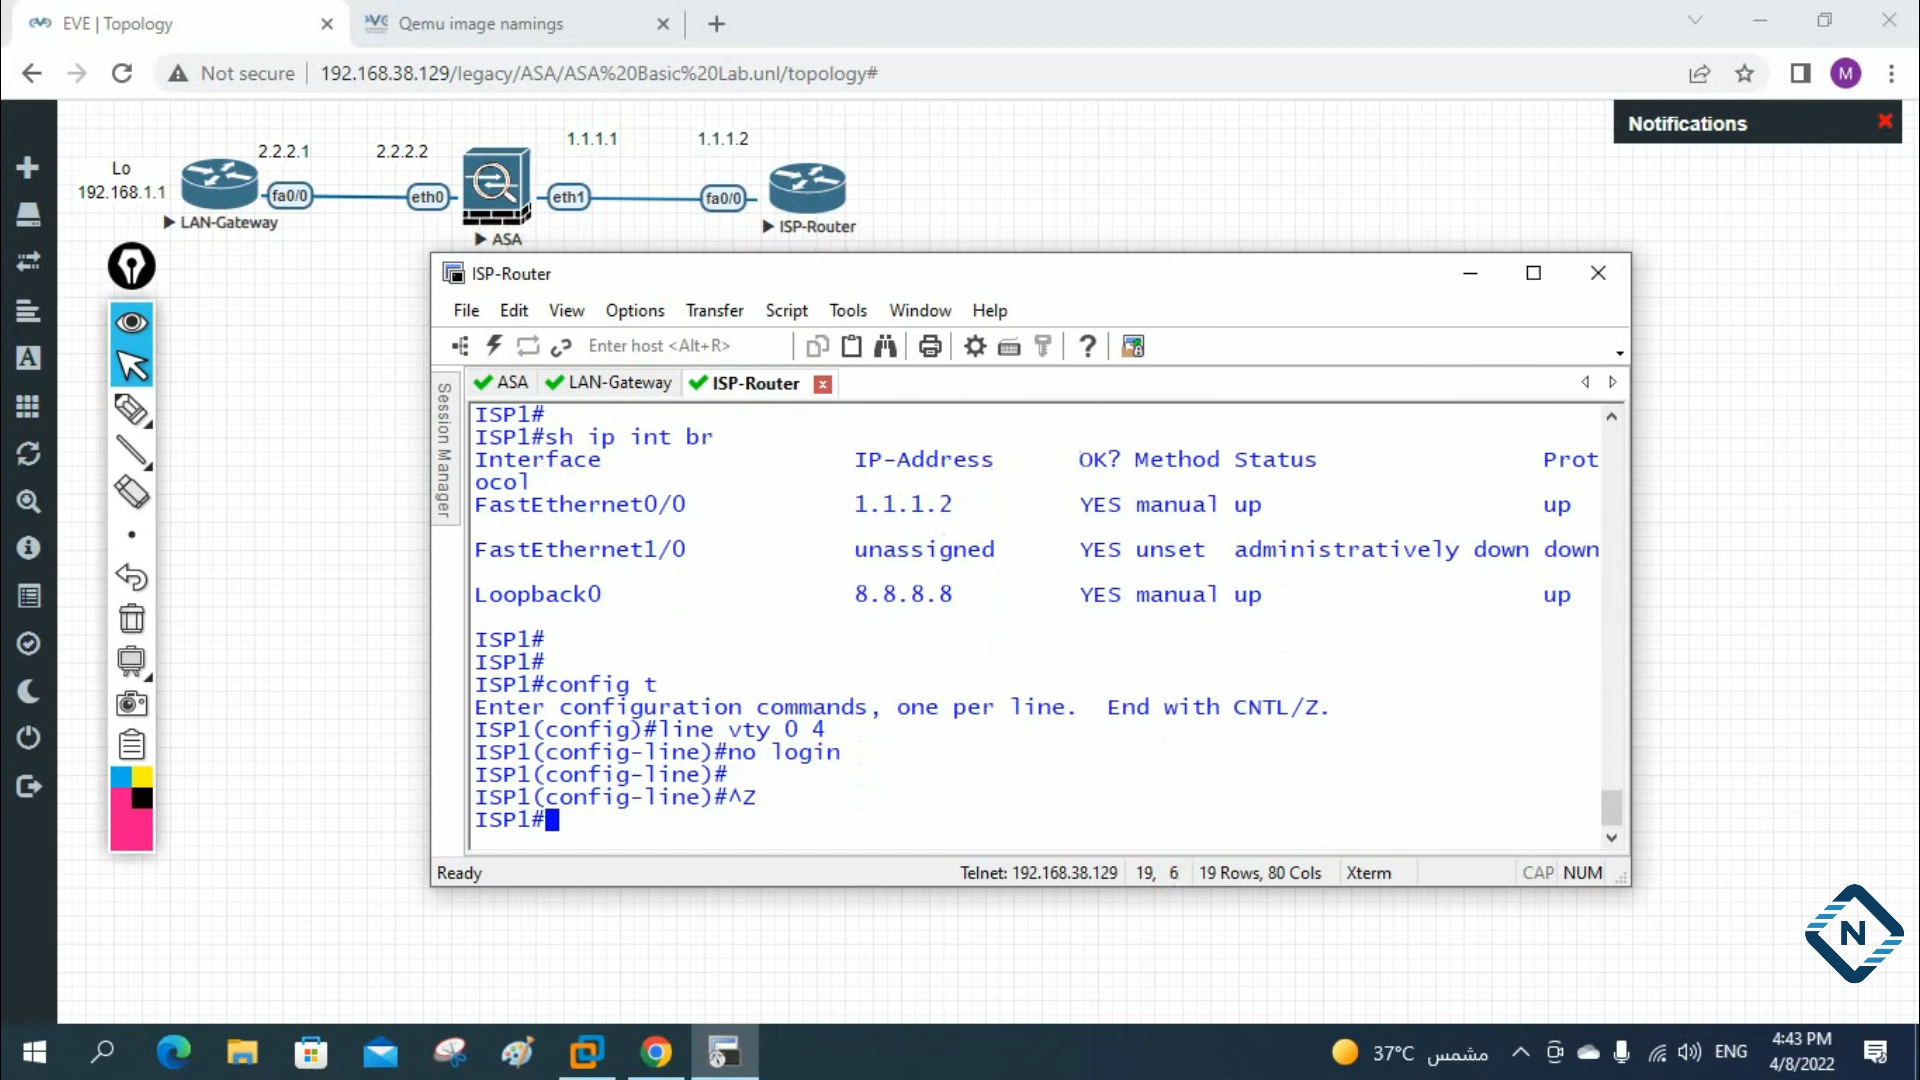 EVE | Topology
Qemu image namings
Not secure
192.168.38.129/legacy/ASA/ASA%20Basic%20Lab.unl/topology#
M
Notifications
Lo
192.168.1.1
2.2.2.1
2.2.2.2
1.1.1.1
1.1.1.2
fa0/0
eth0
eth1
fa0/0
LAN-Gateway
ASA
ISP-Router
ISP-Router
File Edit View Options Transfer Script Tools Window Help
Enter host <Alt+R>
Session Manager
ASA LAN-Gateway ISP-Router
ISP1#
ISP1#sh ip int br
Interface IP-Address OK? Method Status Prot
ocol
FastEthernet0/0 1.1.1.2 YES manual up up
FastEthernet1/0 unassigned YES unset administratively down down
Loopback0 8.8.8.8 YES manual up up
ISP1#
ISP1#
ISP1#config t
Enter configuration commands, one per line. End with CNTL/Z.
ISP1(config)#line vty 0 4
ISP1(config-line)#no login
ISP1(config-line)#
ISP1(config-line)#^Z
ISP1#
Ready Telnet: 192.168.38.129 19, 6 19 Rows, 80 Cols Xterm CAP NUM
N
37°C مشمس
ENG
4:43 PM
4/8/2022